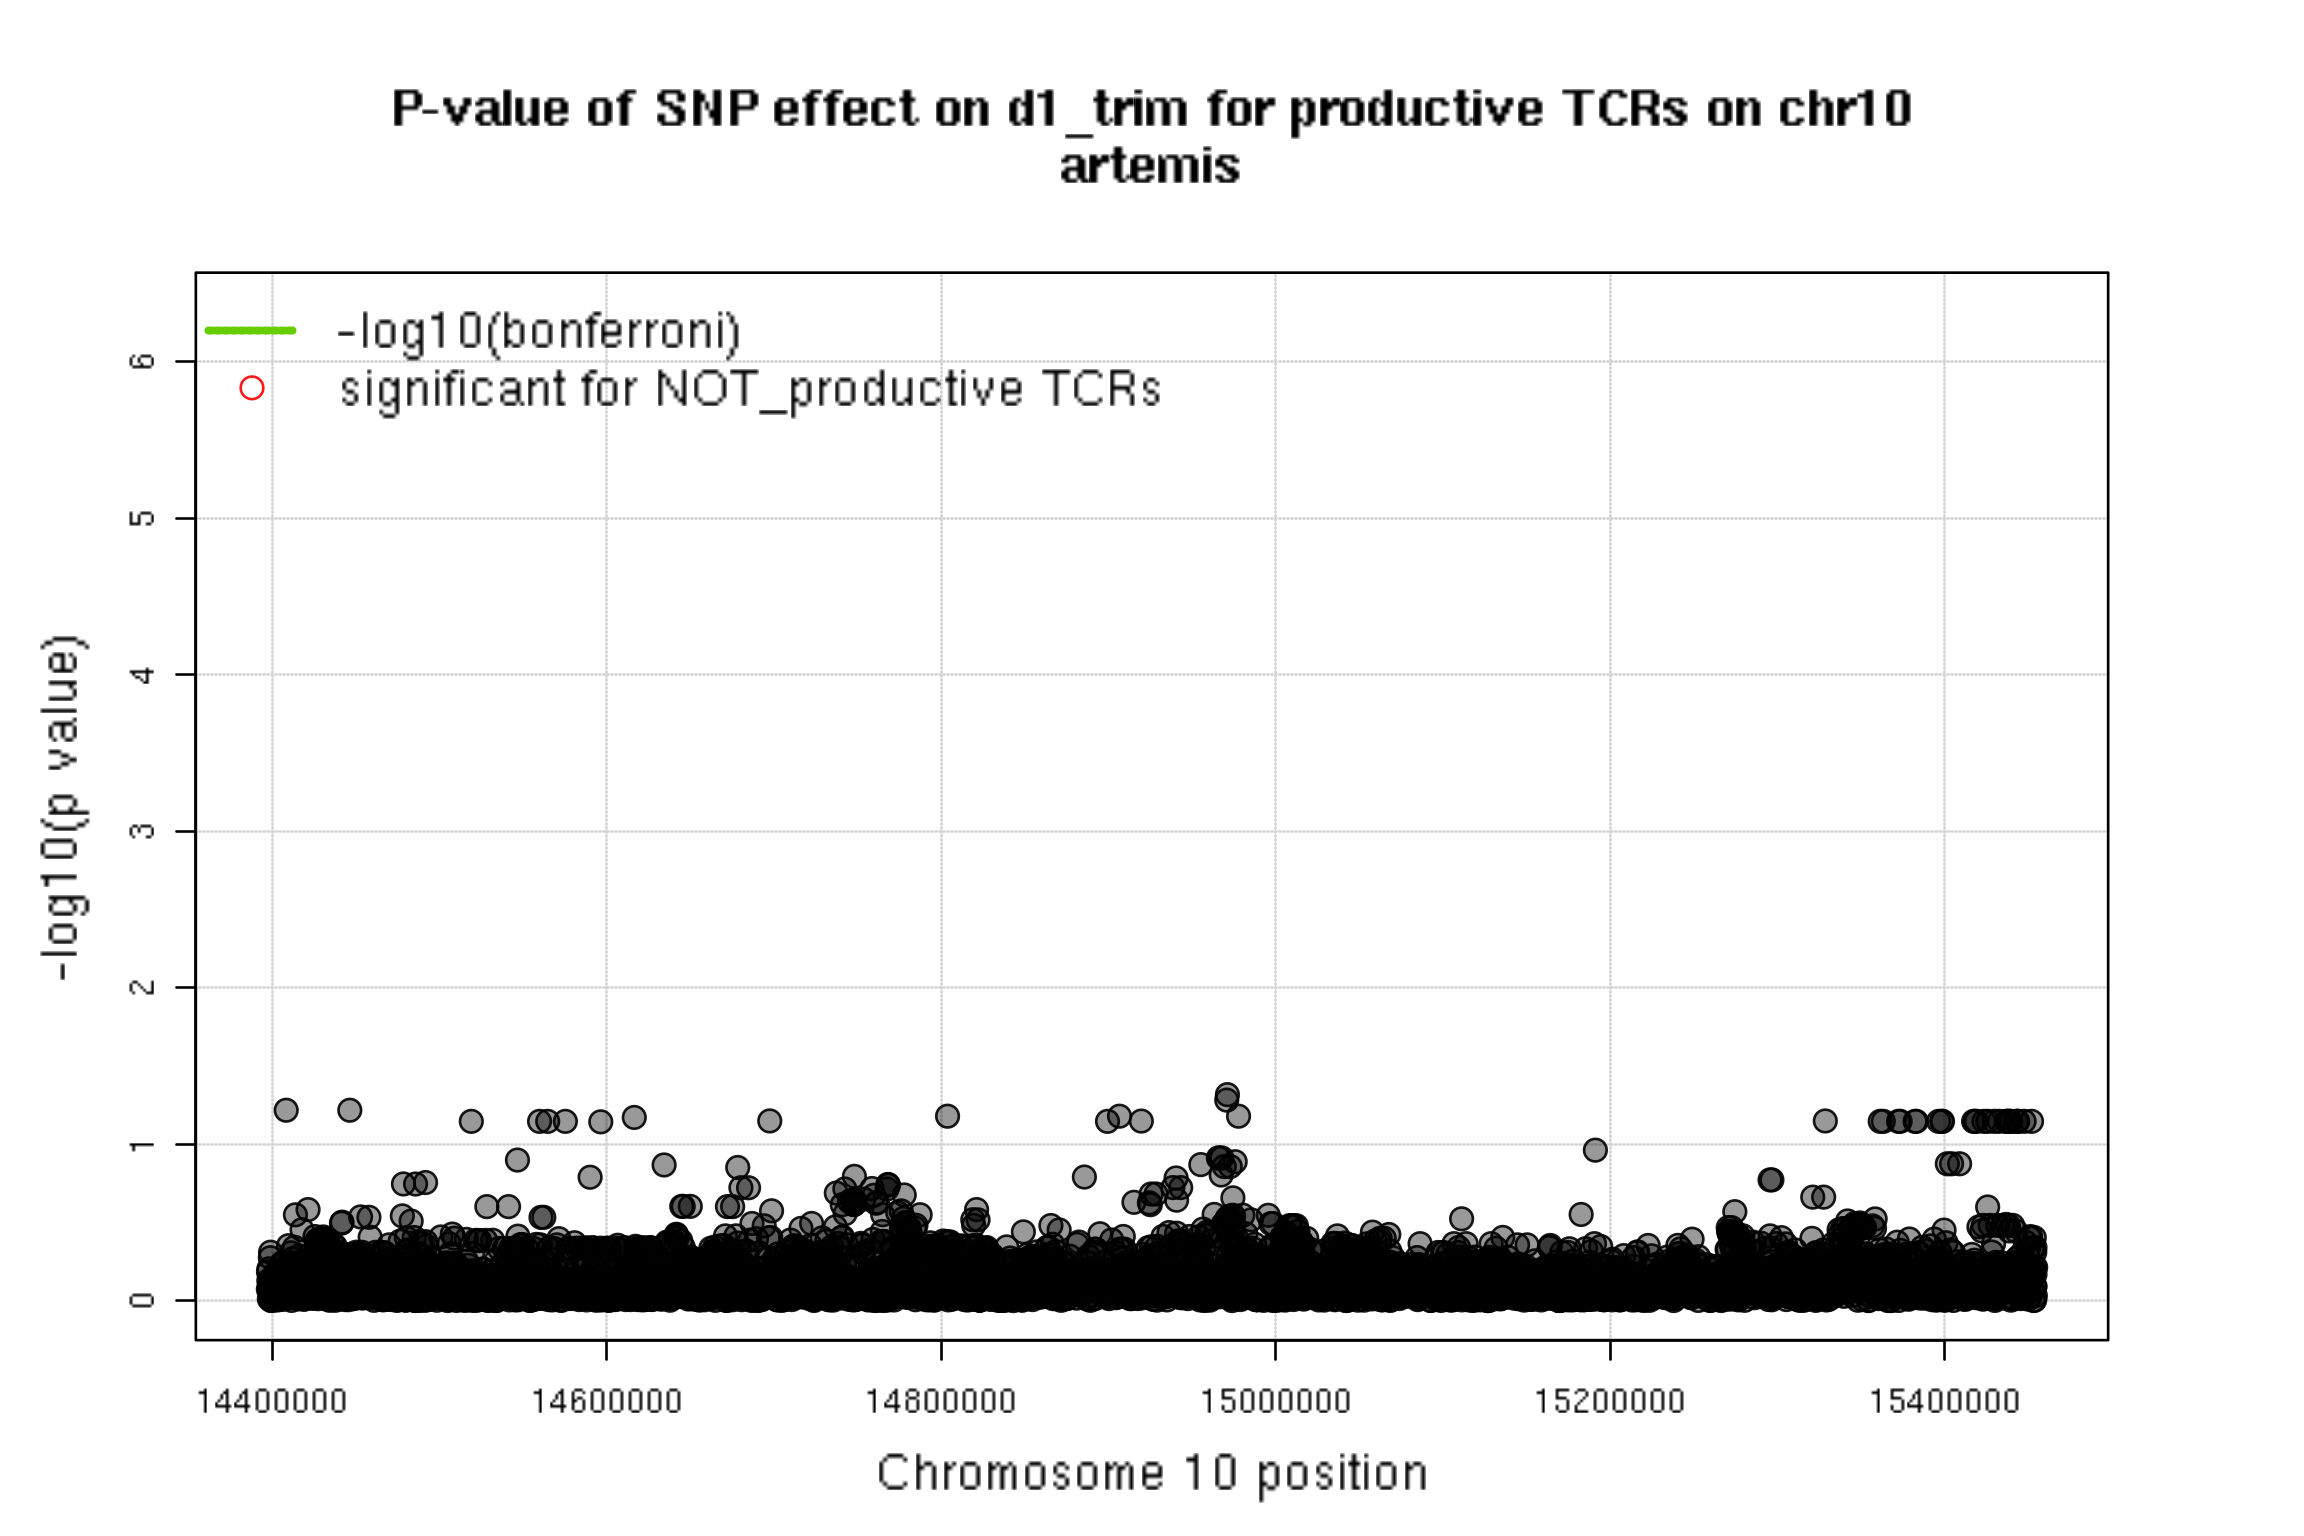 P-value of SNP effect on d1_trim for productive TCRs on chr10
artemis
-log10(bonferroni)
significant for NOT_productive TCRs
-log10(p value)
6
5
4
3
2
1
0
14400000 14600000 14800000 15000000 15200000 15400000
Chromosome 10 position